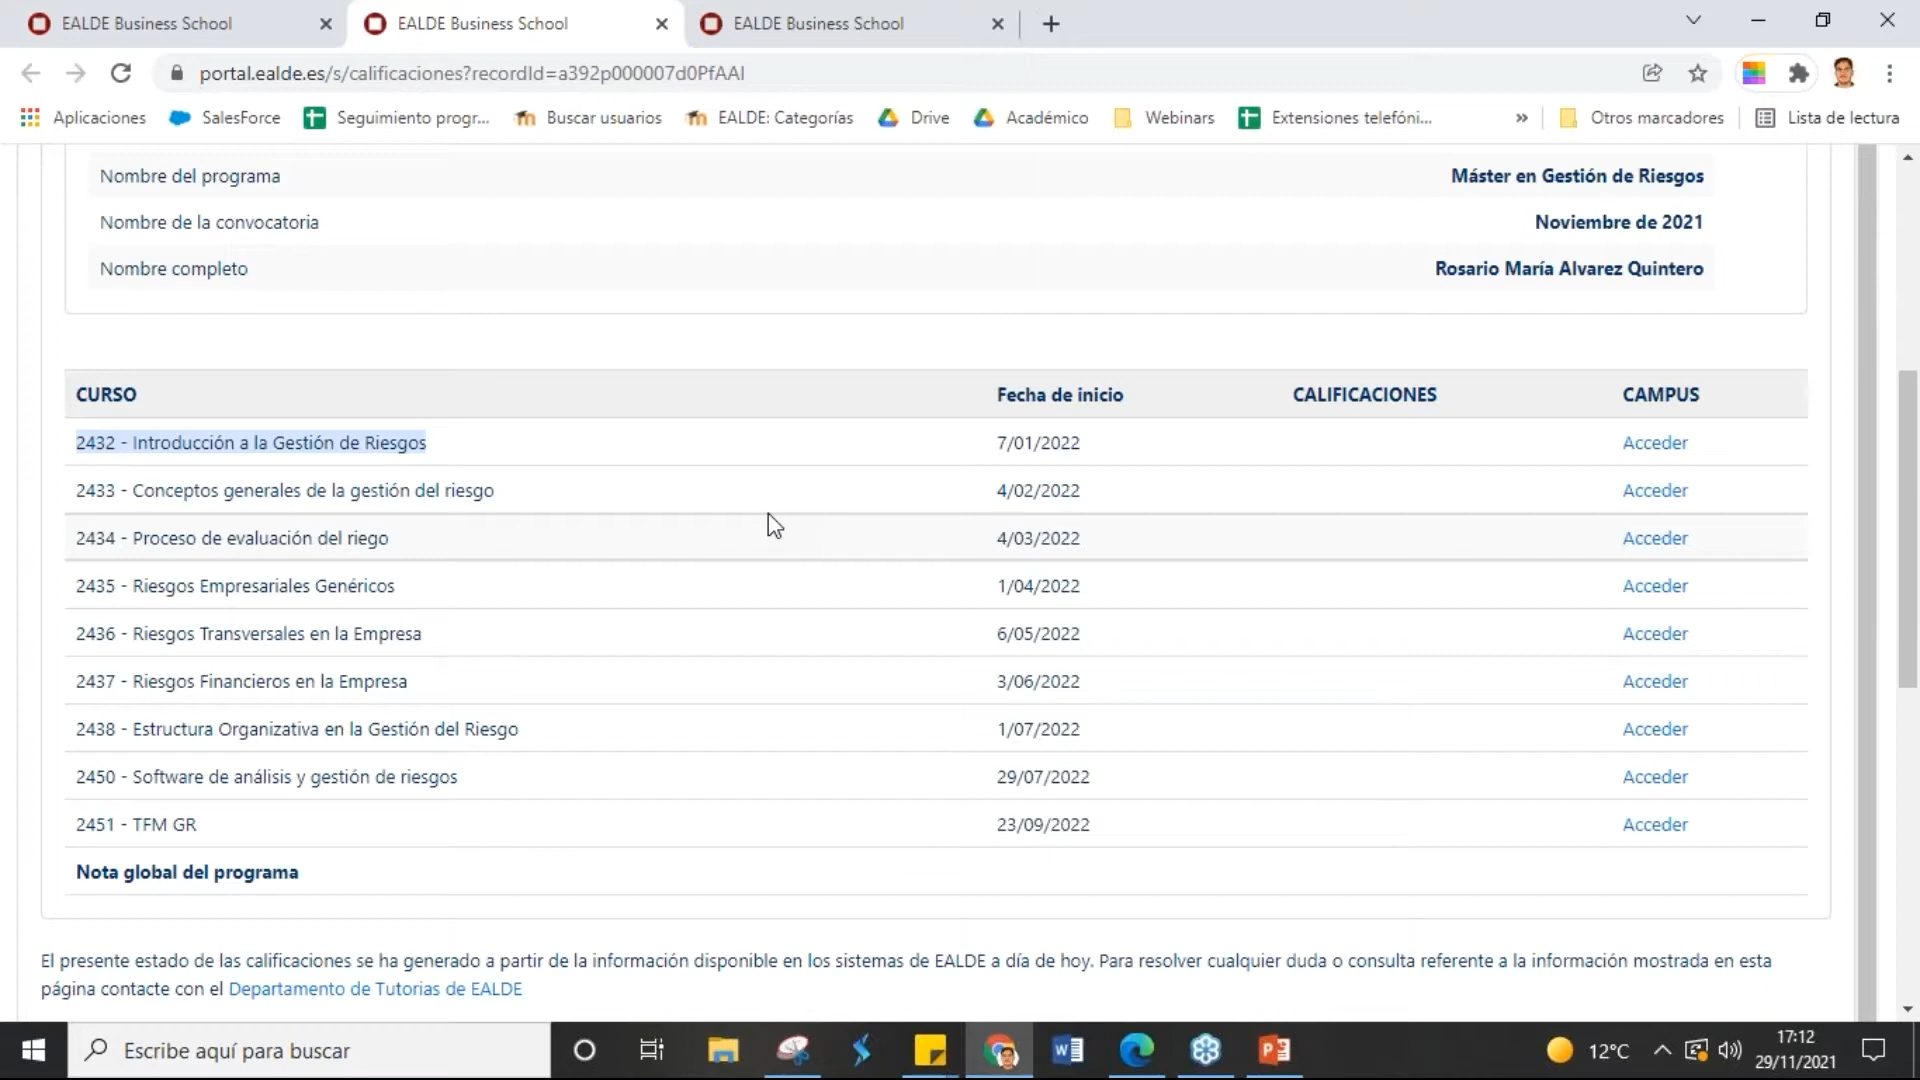 EALDE Business School
EALDE Business School
EALDE Business School
portal.ealde.es/s/calificaciones?recordId=a392p000007d0PfAAI
Aplicaciones SalesForce Seguimiento progr... Buscar usuarios EALDE: Categorías Drive Académico Webinars Extensiones telefóni... » Otros marcadores Lista de lectura
Nombre del programa Máster en Gestión de Riesgos
Nombre de la convocatoria Noviembre de 2021
Nombre completo Rosario María Alvarez Quintero
CURSO Fecha de inicio CALIFICACIONES CAMPUS
2432 - Introducción a la Gestión de Riesgos 7/01/2022 Acceder
2433 - Conceptos generales de la gestión del riesgo 4/02/2022 Acceder
2434 - Proceso de evaluación del riego 4/03/2022 Acceder
2435 - Riesgos Empresariales Genéricos 1/04/2022 Acceder
2436 - Riesgos Transversales en la Empresa 6/05/2022 Acceder
2437 - Riesgos Financieros en la Empresa 3/06/2022 Acceder
2438 - Estructura Organizativa en la Gestión del Riesgo 1/07/2022 Acceder
2450 - Software de análisis y gestión de riesgos 29/07/2022 Acceder
2451 - TFM GR 23/09/2022 Acceder
Nota global del programa
El presente estado de las calificaciones se ha generado a partir de la información disponible en los sistemas de EALDE a día de hoy. Para resolver cualquier duda o consulta referente a la información mostrada en esta
página contacte con el Departamento de Tutorias de EALDE
Escribe aquí para buscar
12°C
17:12
29/11/2021